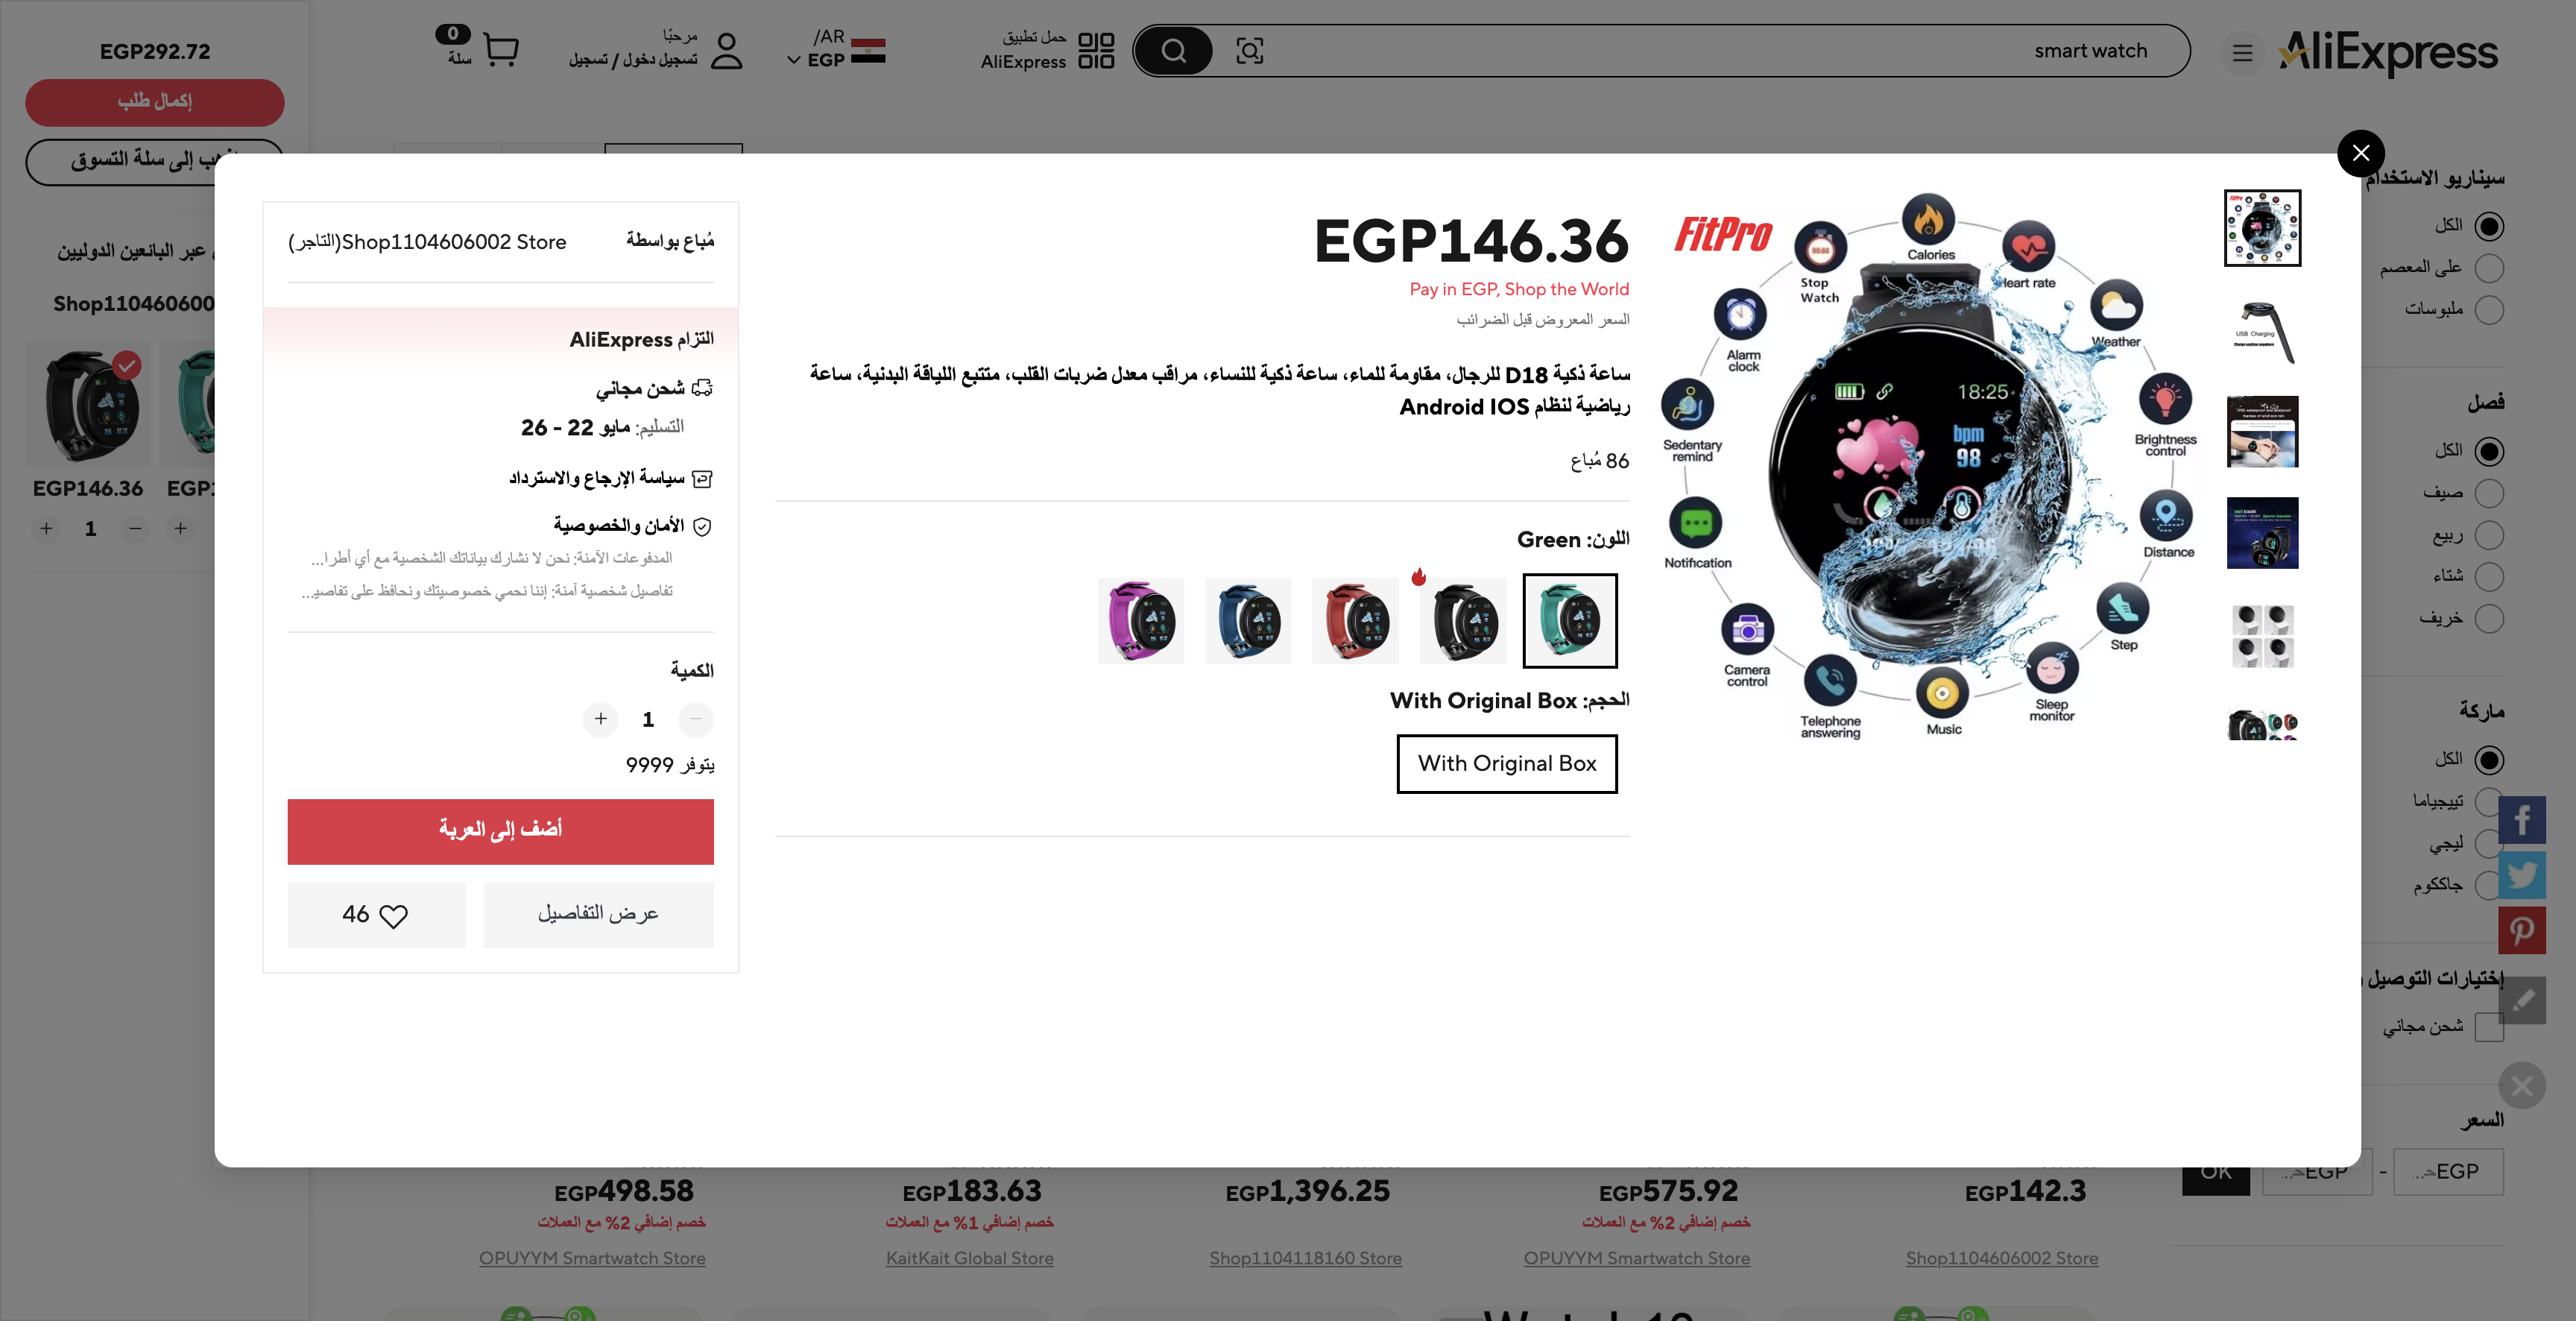 AliExpress
smart watch
حمل تطبيق
AliExpress
AR/
EGP
مرحبًا
تسجيل دخول / تسجيل
0
سلة
EGP292.72
إكمال طلب
إلى سلة التسوق
عبر البائعين الدوليين
EGP146.36
1
سيناريو الاستخدام
الكل
على المعصم
ملبوسات
فصل
الكل
صيف
ربيع
شتاء
خريف
ماركة
الكل
تييجياما
ليجي
جاككوم
إختيارات التوصيل
شحن مجاني
السعر
EGP
-
EGP
OK
FitPro
Calories
Heart rate
Weather
Brightness control
Distance
Step
Sleep monitor
Music
Telephone answering
Camera control
Notification
Sedentary remind
Alarm clock
Stop Watch
18:25
bpm
98
USB Charging
EGP146.36
Pay in EGP, Shop the World
السعر المعروض قبل الضرائب
ساعة ذكية D18 للرجال، مقاومة للماء، ساعة ذكية للنساء، مراقب معدل ضربات القلب، متتبع اللياقة البدنية، ساعة
رياضية لنظام Android IOS
86 مُباع
اللون: Green
الحجم: With Original Box
With Original Box
مُباع بواسطة
Shop1104606002 Store(التاجر)
التزام AliExpress
شحن مجاني
التسليم: مايو 22 - 26
سياسة الإرجاع والاسترداد
الأمان والخصوصية
المدفوعات الآمنة: نحن لا نشارك بياناتك الشخصية مع أي أطرا...
تفاصيل شخصية آمنة: إننا نحمي خصوصيتك ونحافظ على تفاصيـ...
الكمية
1
يتوفر 9999
أضف إلى العربة
عرض التفاصيل
46
EGP142.3
Shop1104606002 Store
EGP575.92
خصم إضافي 2% مع العملات
OPUYYM Smartwatch Store
EGP1,396.25
Shop1104118160 Store
EGP183.63
خصم إضافي 1% مع العملات
KaitKait Global Store
EGP498.58
خصم إضافي 2% مع العملات
OPUYYM Smartwatch Store